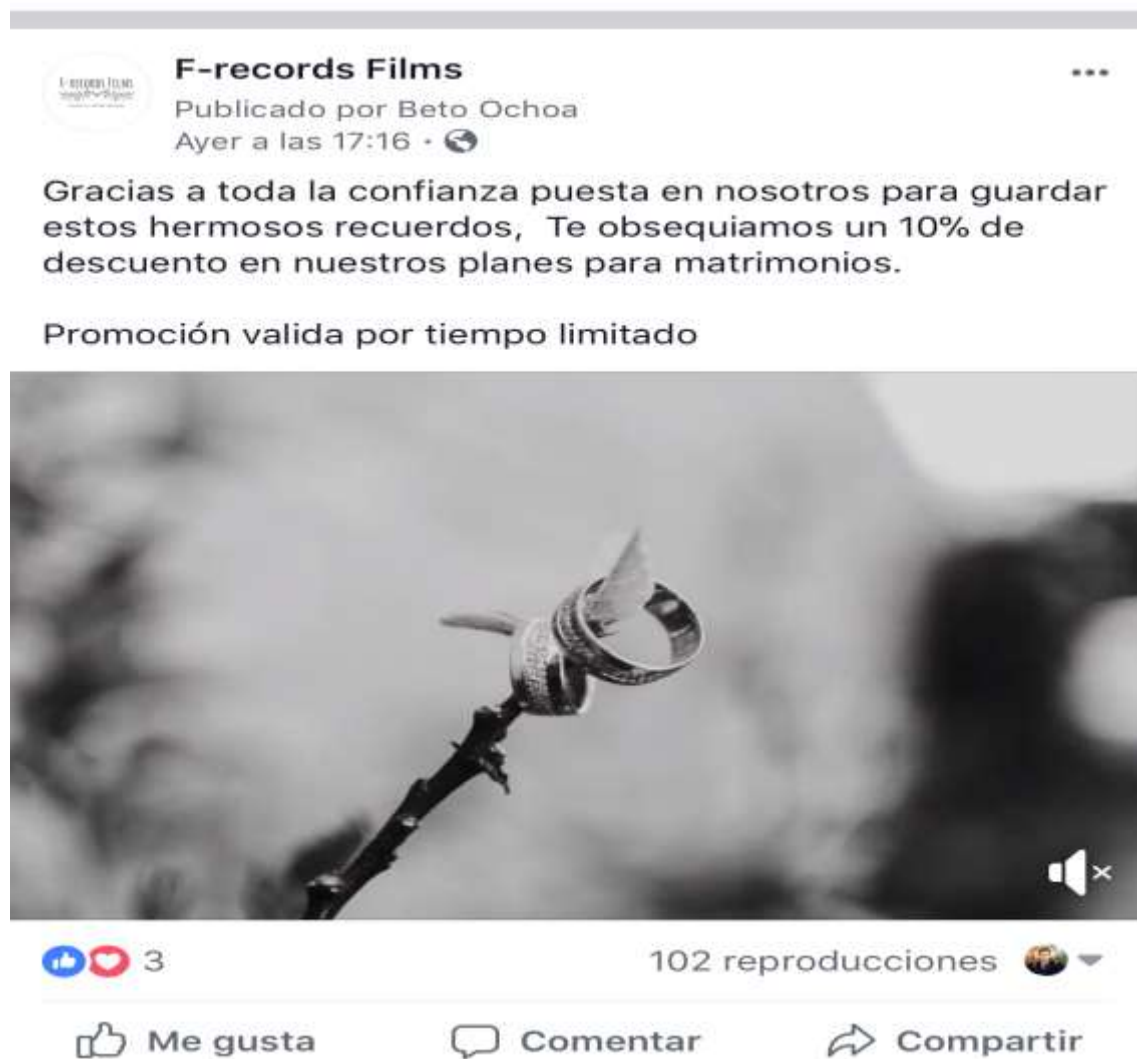 F-RECORDS FILMS
F-records Films
Publicado por Beto Ochoa
Ayer a las 17:16 ·
Gracias a toda la confianza puesta en nosotros para guardar
estos hermosos recuerdos,  Te obsequiamos un 10% de
descuento en nuestros planes para matrimonios.
Promoción valida por tiempo limitado
3
102 reproducciones
Me gusta
Comentar
Compartir